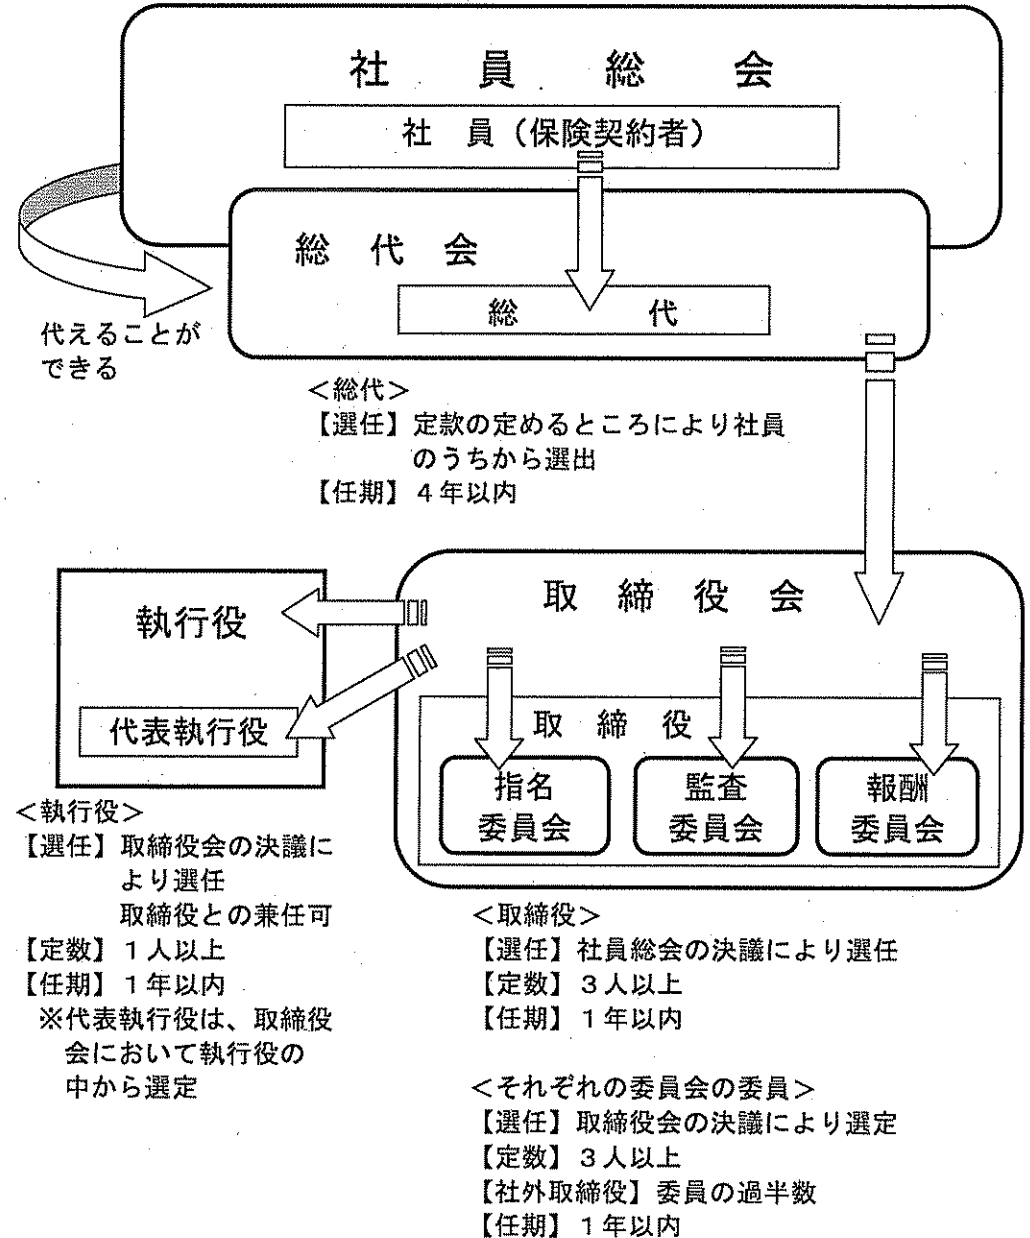 社員総会
社 員（保険契約者）
総代会
総 代
代えることが
できる
＜総代＞
【選任】定款の定めるところにより社員
のうちから選出
【任期】４年以内
取締役会
執行役
代表執行役
取締役
指名
委員会
監査
委員会
報酬
委員会
＜執行役＞
【選任】取締役会の決議に
より選任
取締役との兼任可
【定数】１人以上
【任期】１年以内
※代表執行役は、取締役
会において執行役の
中から選定
＜取締役＞
【選任】社員総会の決議により選任
【定数】３人以上
【任期】１年以内
＜それぞれの委員会の委員＞
【選任】取締役会の決議により選定
【定数】３人以上
【社外取締役】委員の過半数
【任期】１年以内